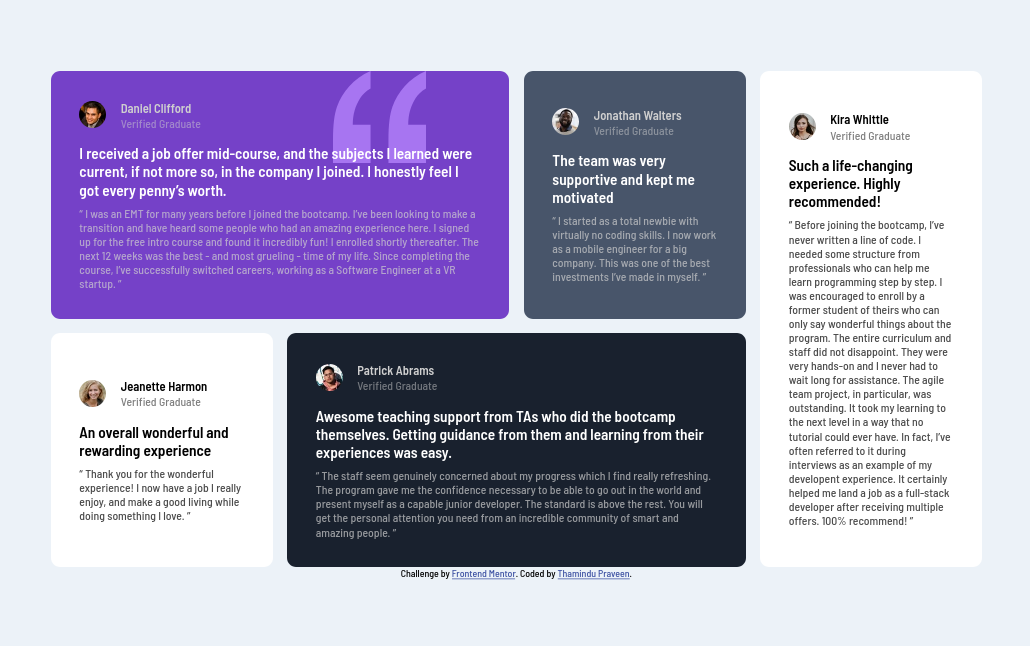 Daniel Clifford
Verified Graduate
I received a job offer mid-course, and the subjects I learned were
current, if not more so, in the company I joined. I honestly feel I
got every penny’s worth.
“ I was an EMT for many years before I joined the bootcamp. I’ve been looking to make a
transition and have heard some people who had an amazing experience here. I signed
up for the free intro course and found it incredibly fun! I enrolled shortly thereafter. The
next 12 weeks was the best - and most grueling - time of my life. Since completing the
course, I’ve successfully switched careers, working as a Software Engineer at a VR
startup. ”
Jonathan Walters
Verified Graduate
The team was very
supportive and kept me
motivated
“ I started as a total newbie with
virtually no coding skills. I now work
as a mobile engineer for a big
company. This was one of the best
investments I’ve made in myself. ”
Kira Whittle
Verified Graduate
Such a life-changing
experience. Highly
recommended!
“ Before joining the bootcamp, I’ve
never written a line of code. I
needed some structure from
professionals who can help me
learn programming step by step. I
was encouraged to enroll by a
former student of theirs who can
only say wonderful things about the
program. The entire curriculum and
staff did not disappoint. They were
very hands-on and I never had to
wait long for assistance. The agile
team project, in particular, was
outstanding. It took my learning to
the next level in a way that no
tutorial could ever have. In fact, I’ve
often referred to it during
interviews as an example of my
developent experience. It certainly
helped me land a job as a full-stack
developer after receiving multiple
offers. 100% recommend! ”
Jeanette Harmon
Verified Graduate
An overall wonderful and
rewarding experience
“ Thank you for the wonderful
experience! I now have a job I really
enjoy, and make a good living while
doing something I love. ”
Patrick Abrams
Verified Graduate
Awesome teaching support from TAs who did the bootcamp
themselves. Getting guidance from them and learning from their
experiences was easy.
“ The staff seem genuinely concerned about my progress which I find really refreshing.
The program gave me the confidence necessary to be able to go out in the world and
present myself as a capable junior developer. The standard is above the rest. You will
get the personal attention you need from an incredible community of smart and
amazing people. ”
Challenge by Frontend Mentor. Coded by Thamindu Praveen.